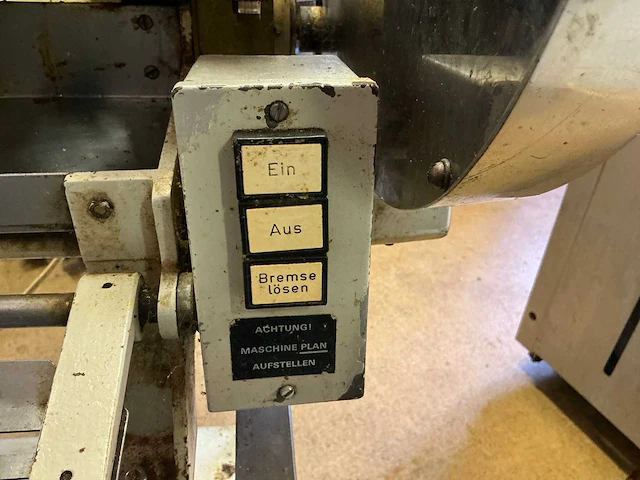 Ein
Aus
Bremse
lösen
ACHTUNG!
MASCHINE PLAN
AUFSTELLEN